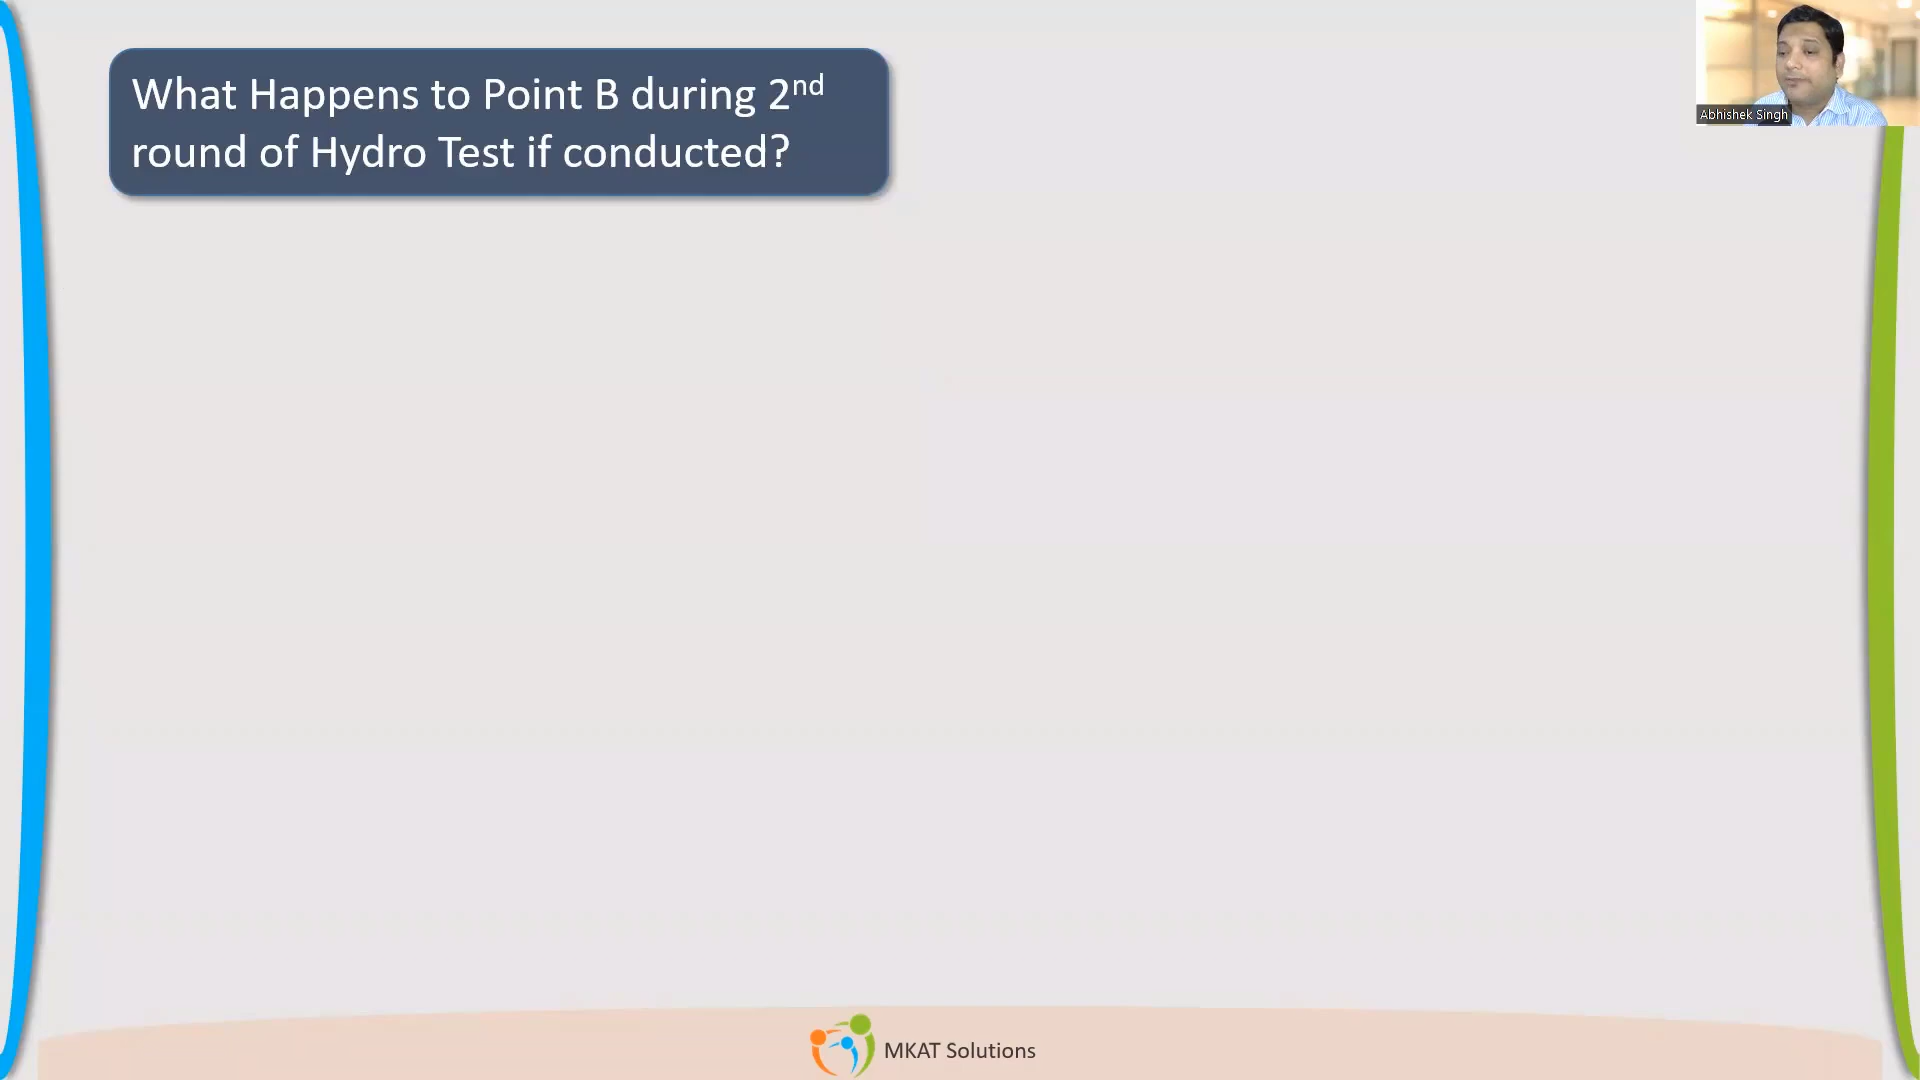 What Happens to Point B during 2nd
round of Hydro Test if conducted?
Abhishek Singh
MKAT Solutions